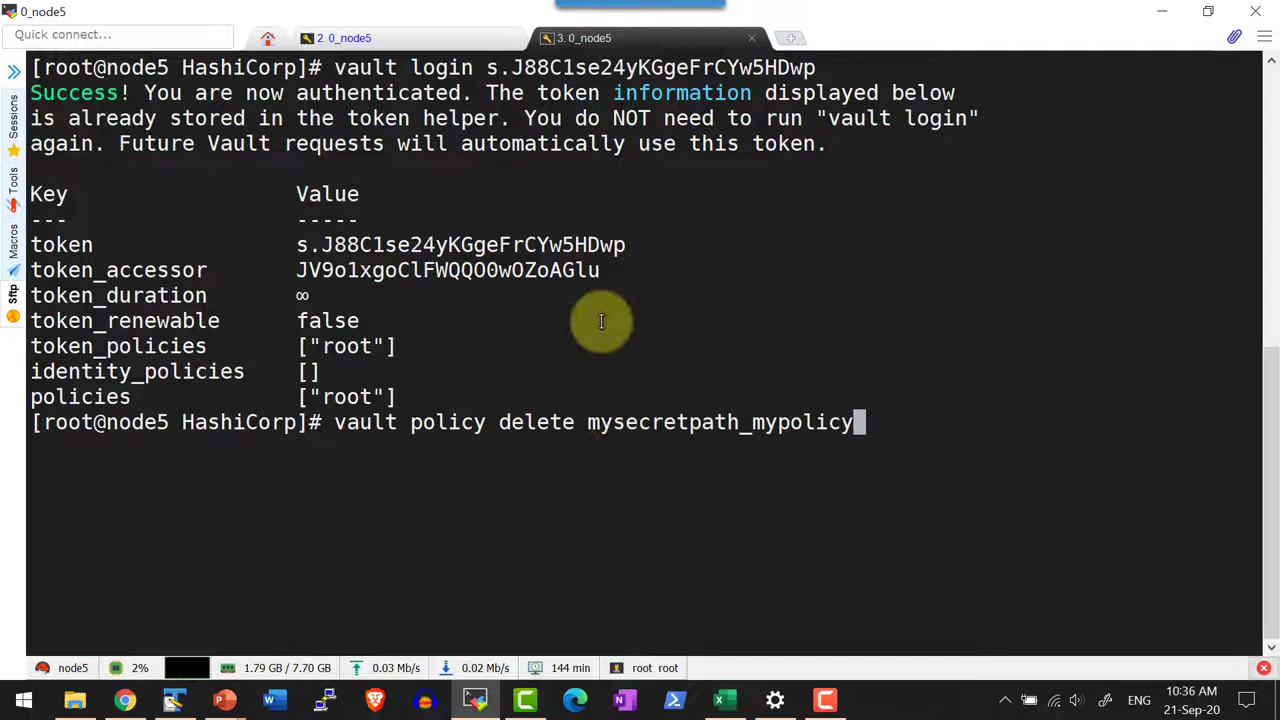 0_node5
Quick connect...
2. 0_node5
3. 0_node5
Sessions
Tools
Macros
Sftp
[root@node5 HashiCorp]# vault login s.J88C1se24yKGgeFrCYw5HDwp
Success! You are now authenticated. The token information displayed below
is already stored in the token helper. You do NOT need to run "vault login"
again. Future Vault requests will automatically use this token.
Key Value
--- -----
token s.J88C1se24yKGgeFrCYw5HDwp
token_accessor JV9o1xgoClFWQQO0wOZoAGlu
token_duration ∞
token_renewable false
token_policies ["root"]
identity_policies []
policies ["root"]
[root@node5 HashiCorp]# vault policy delete mysecretpath_mypolicy
node5 2% 1.79 GB / 7.70 GB 0.03 Mb/s 0.02 Mb/s 144 min root root
ENG 10:36 AM
21-Sep-20